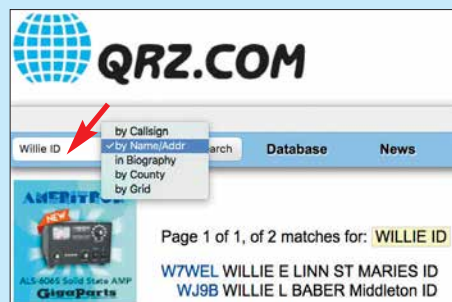 QRZ.COM
Willie ID
by Callsign
✓by Name/Addr
in Biography
by County
by Grid
arch
Database
News
AMERITRON
NEW
ALS-606S Solid State AMP
GigaParts
Page 1 of 1, of 2 matches for: WILLIE ID
W7WEL WILLIE E LINN ST MARIES ID
WJ9B WILLIE L BABER Middleton ID